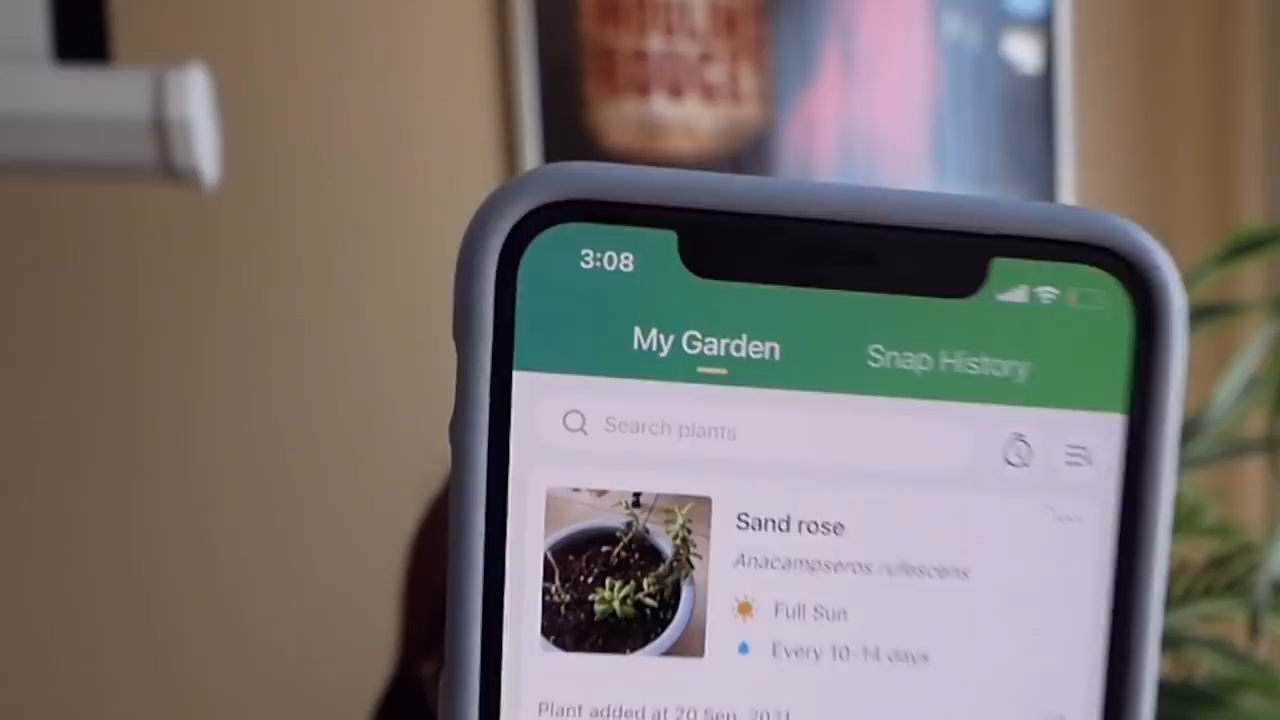 3:08
My Garden
Snap History
Search plants
Sand rose
Anacampseros rufescens
Full Sun
Every 10-14 days
Plant added at 20 Sep, 2021